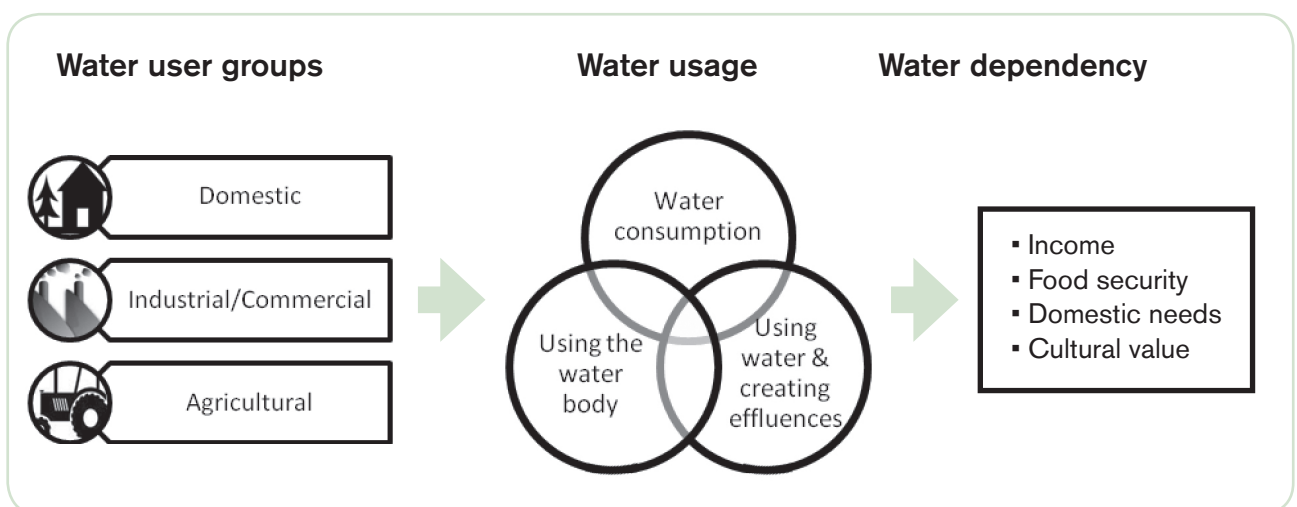 Water user groups
Water usage
Water dependency
Domestic
Industrial/Commercial
Agricultural
Water
consumption
Using the
water
body
Using
water &
creating
effluences
▪ Income
▪ Food security
▪ Domestic needs
▪ Cultural value